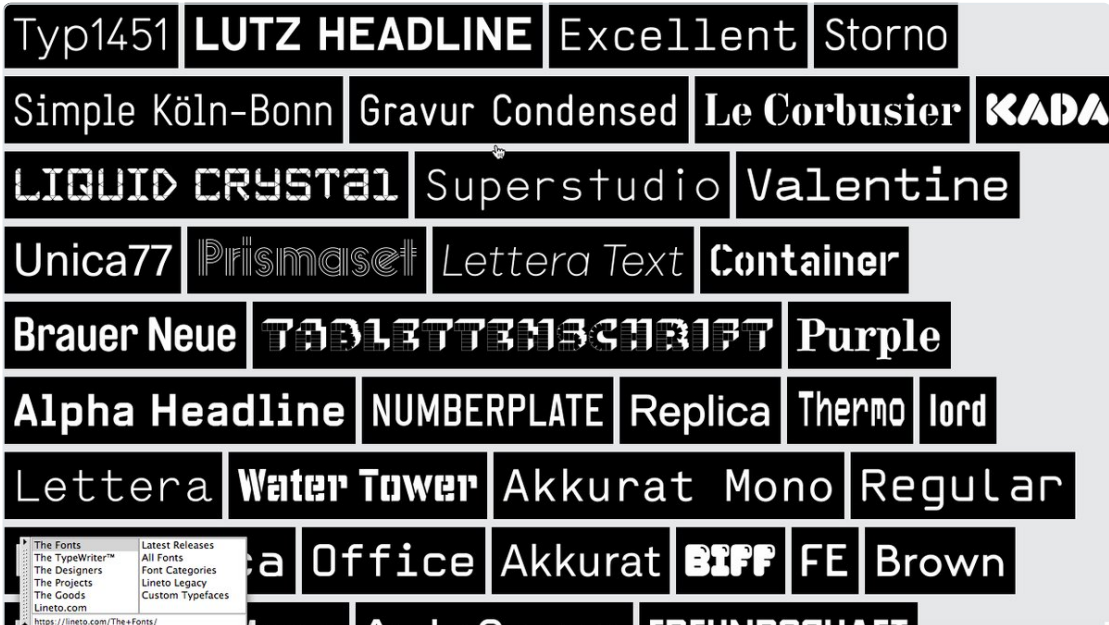 Typ1451 LUTZ HEADLINE Excellent Storno
Simple Köln-Bonn Gravur Condensed Le Corbusier KADA
LIQUID CRYSTAL Superstudio Valentine
Unica77 Prismaset Lettera Text Container
Brauer Neue TABLETTENSCHRIFT Purple
Alpha Headline NUMBERPLATE Replica Thermo lord
Lettera Water Tower Akkurat Mono Regular
ca Office Akkurat BIFF FE Brown
The Fonts Latest Releases
The TypeWriter™ All Fonts
The Designers Font Categories
The Projects Lineto Legacy
The Goods Custom Typefaces
Lineto.com
https://lineto.com/The+Fonts/